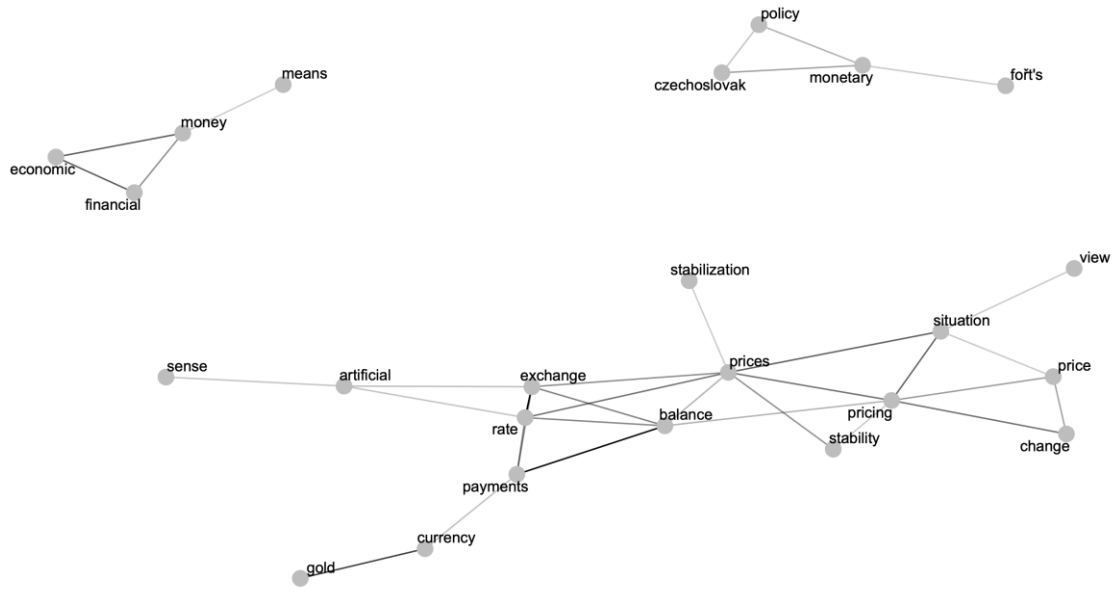 policy
means
fořt's
czechoslovak
monetary
money
economic
financial
view
stabilization
situation
prices
price
sense
artificial
exchange
balance
pricing
rate
stability
change
payments
currency
gold